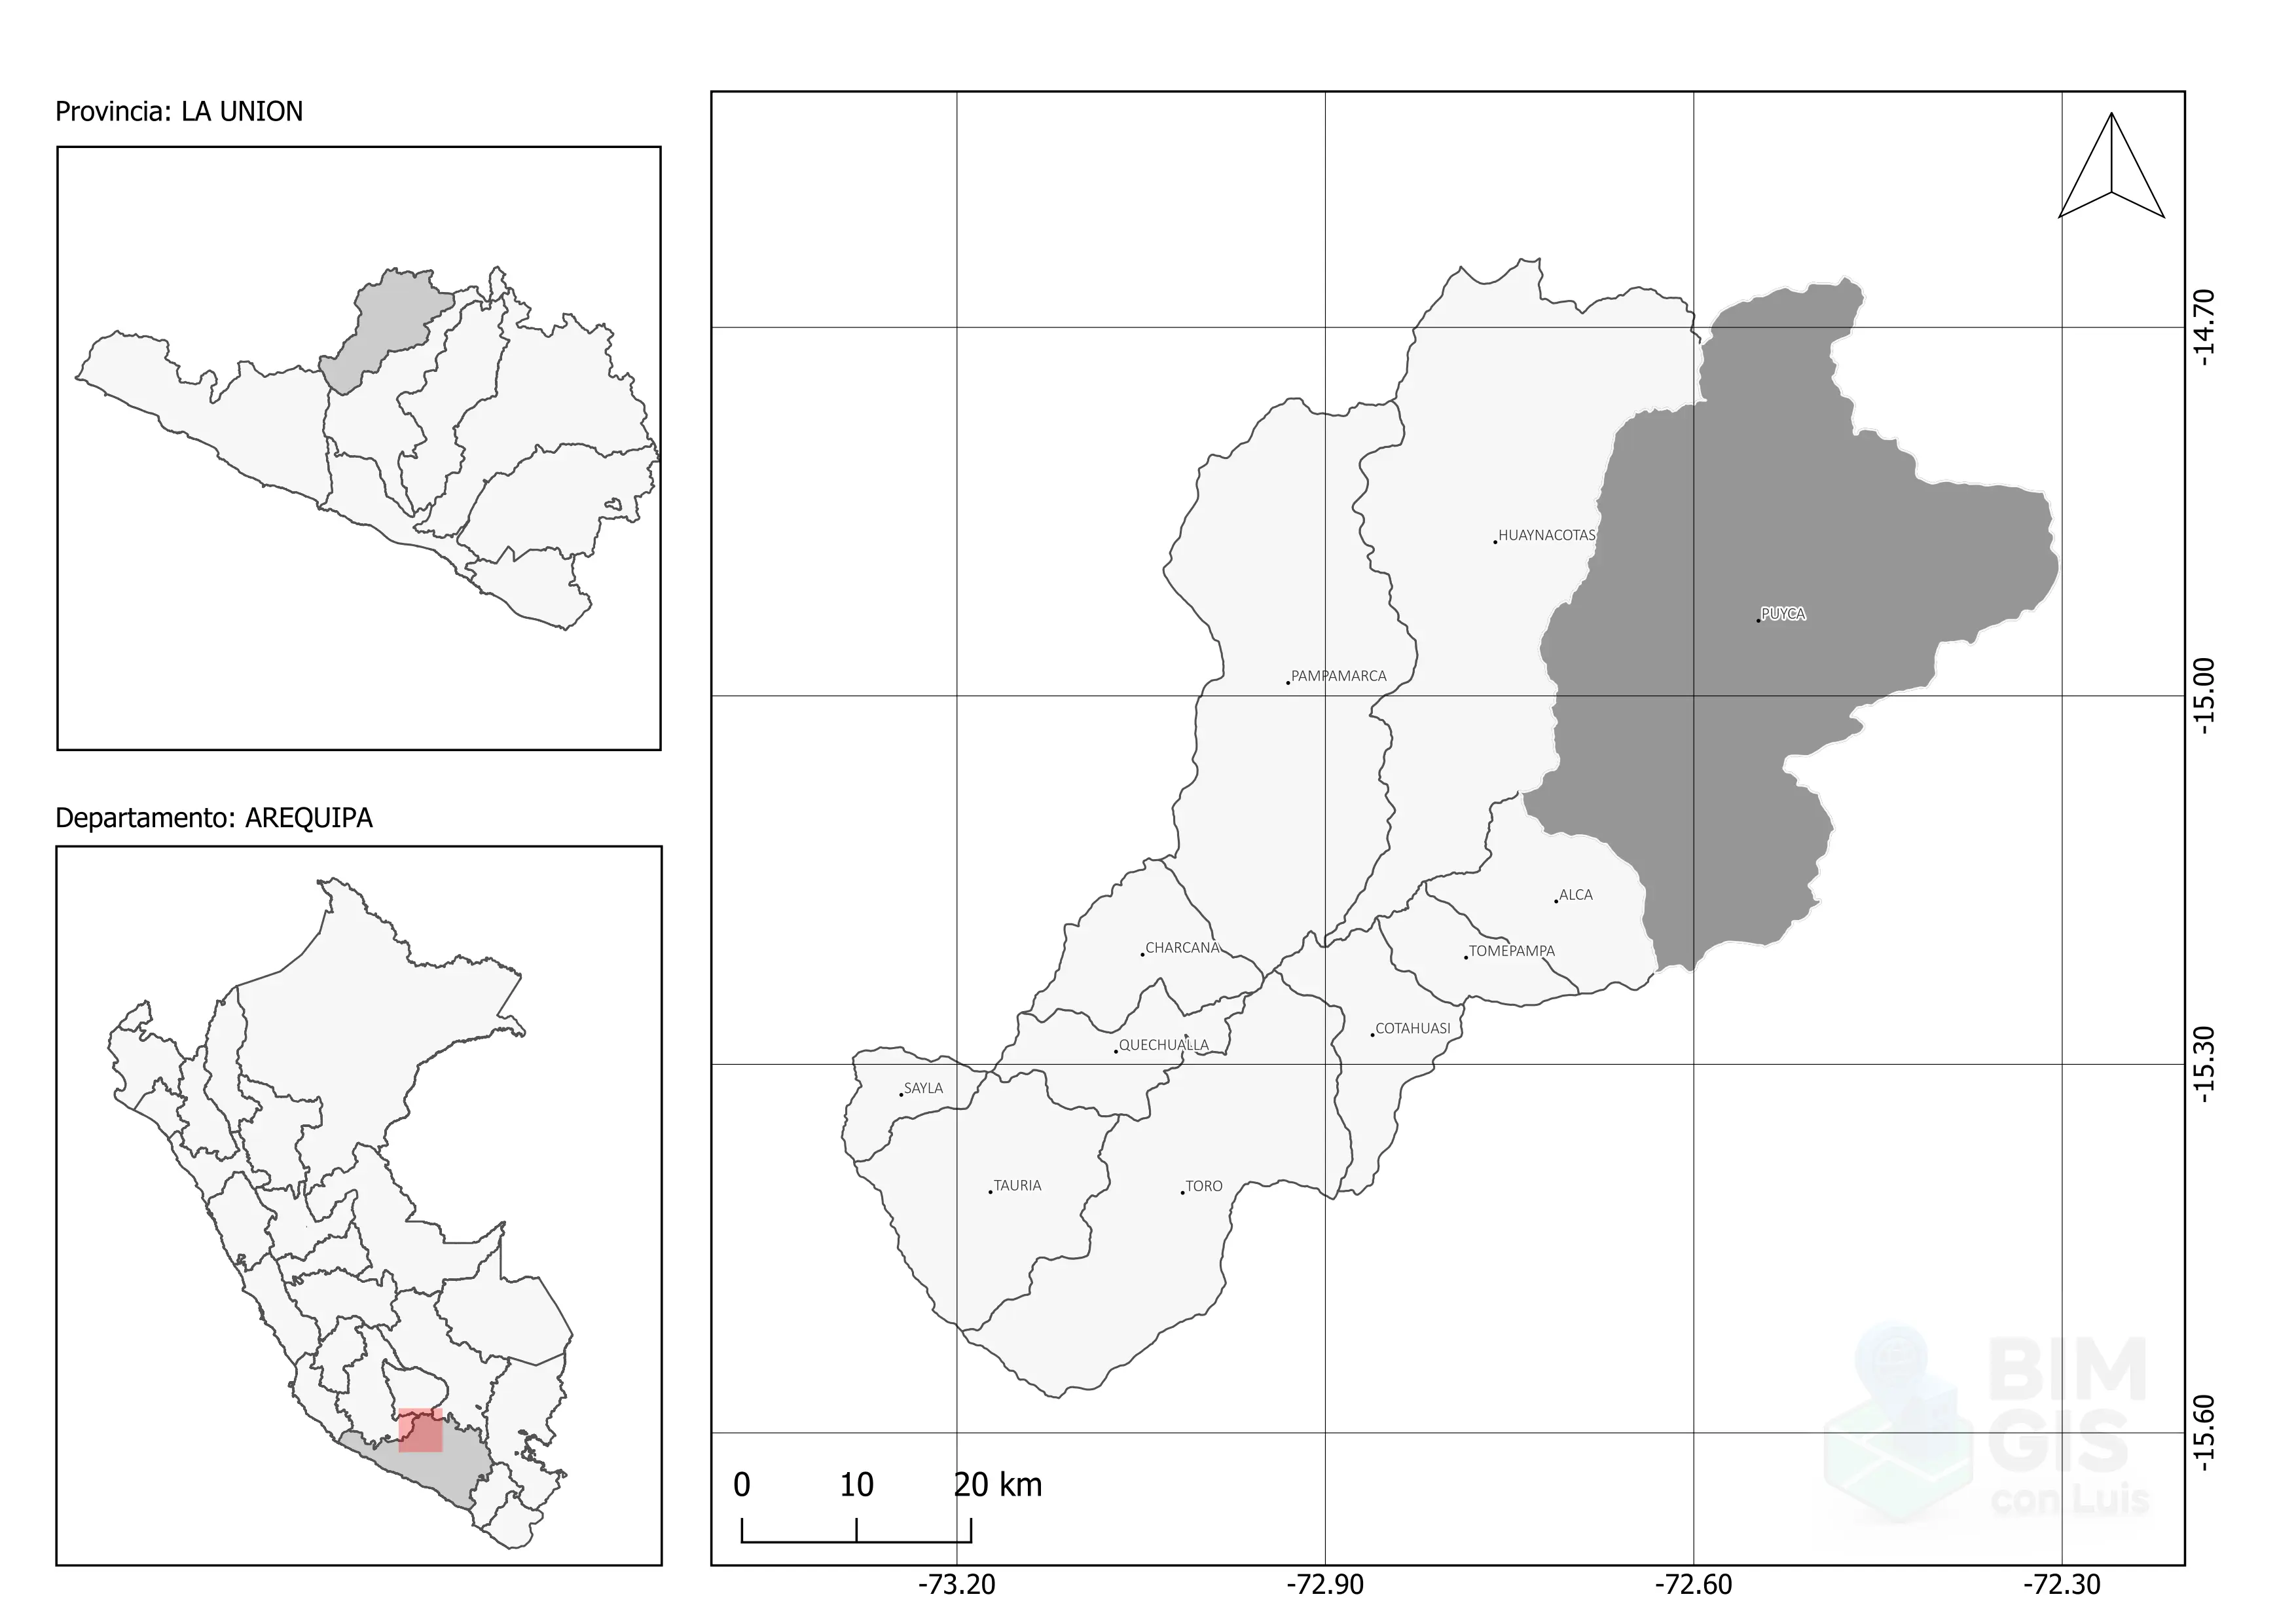 Provincia: LA UNION
Departamento: AREQUIPA
HUAYNACOTAS
PUYCA
PAMPAMARCA
ALCA
CHARCANA
TOMEPAMPA
COTAHUASI
QUECHUALLA
SAYLA
TAURIA
TORO
-14.70
-15.00
-15.30
-15.60
0 10 20 km
-73.20 -72.90 -72.60 -72.30
BIM
GIS
con Luis